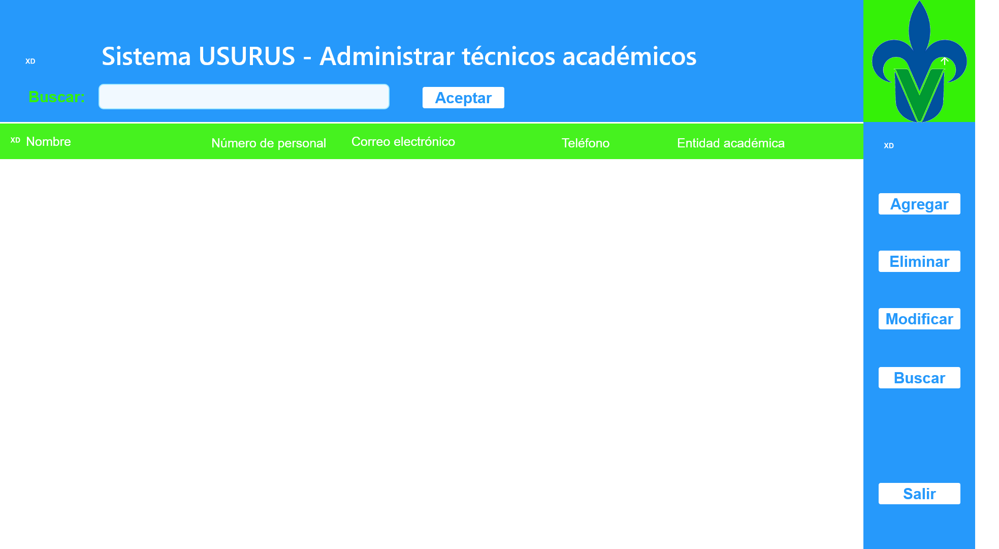 XD
Sistema USURUS - Administrar técnicos académicos
Buscar:
Aceptar
XD Nombre
Número de personal
Correo electrónico
Teléfono
Entidad académica
XD
Agregar
Eliminar
Modificar
Buscar
Salir